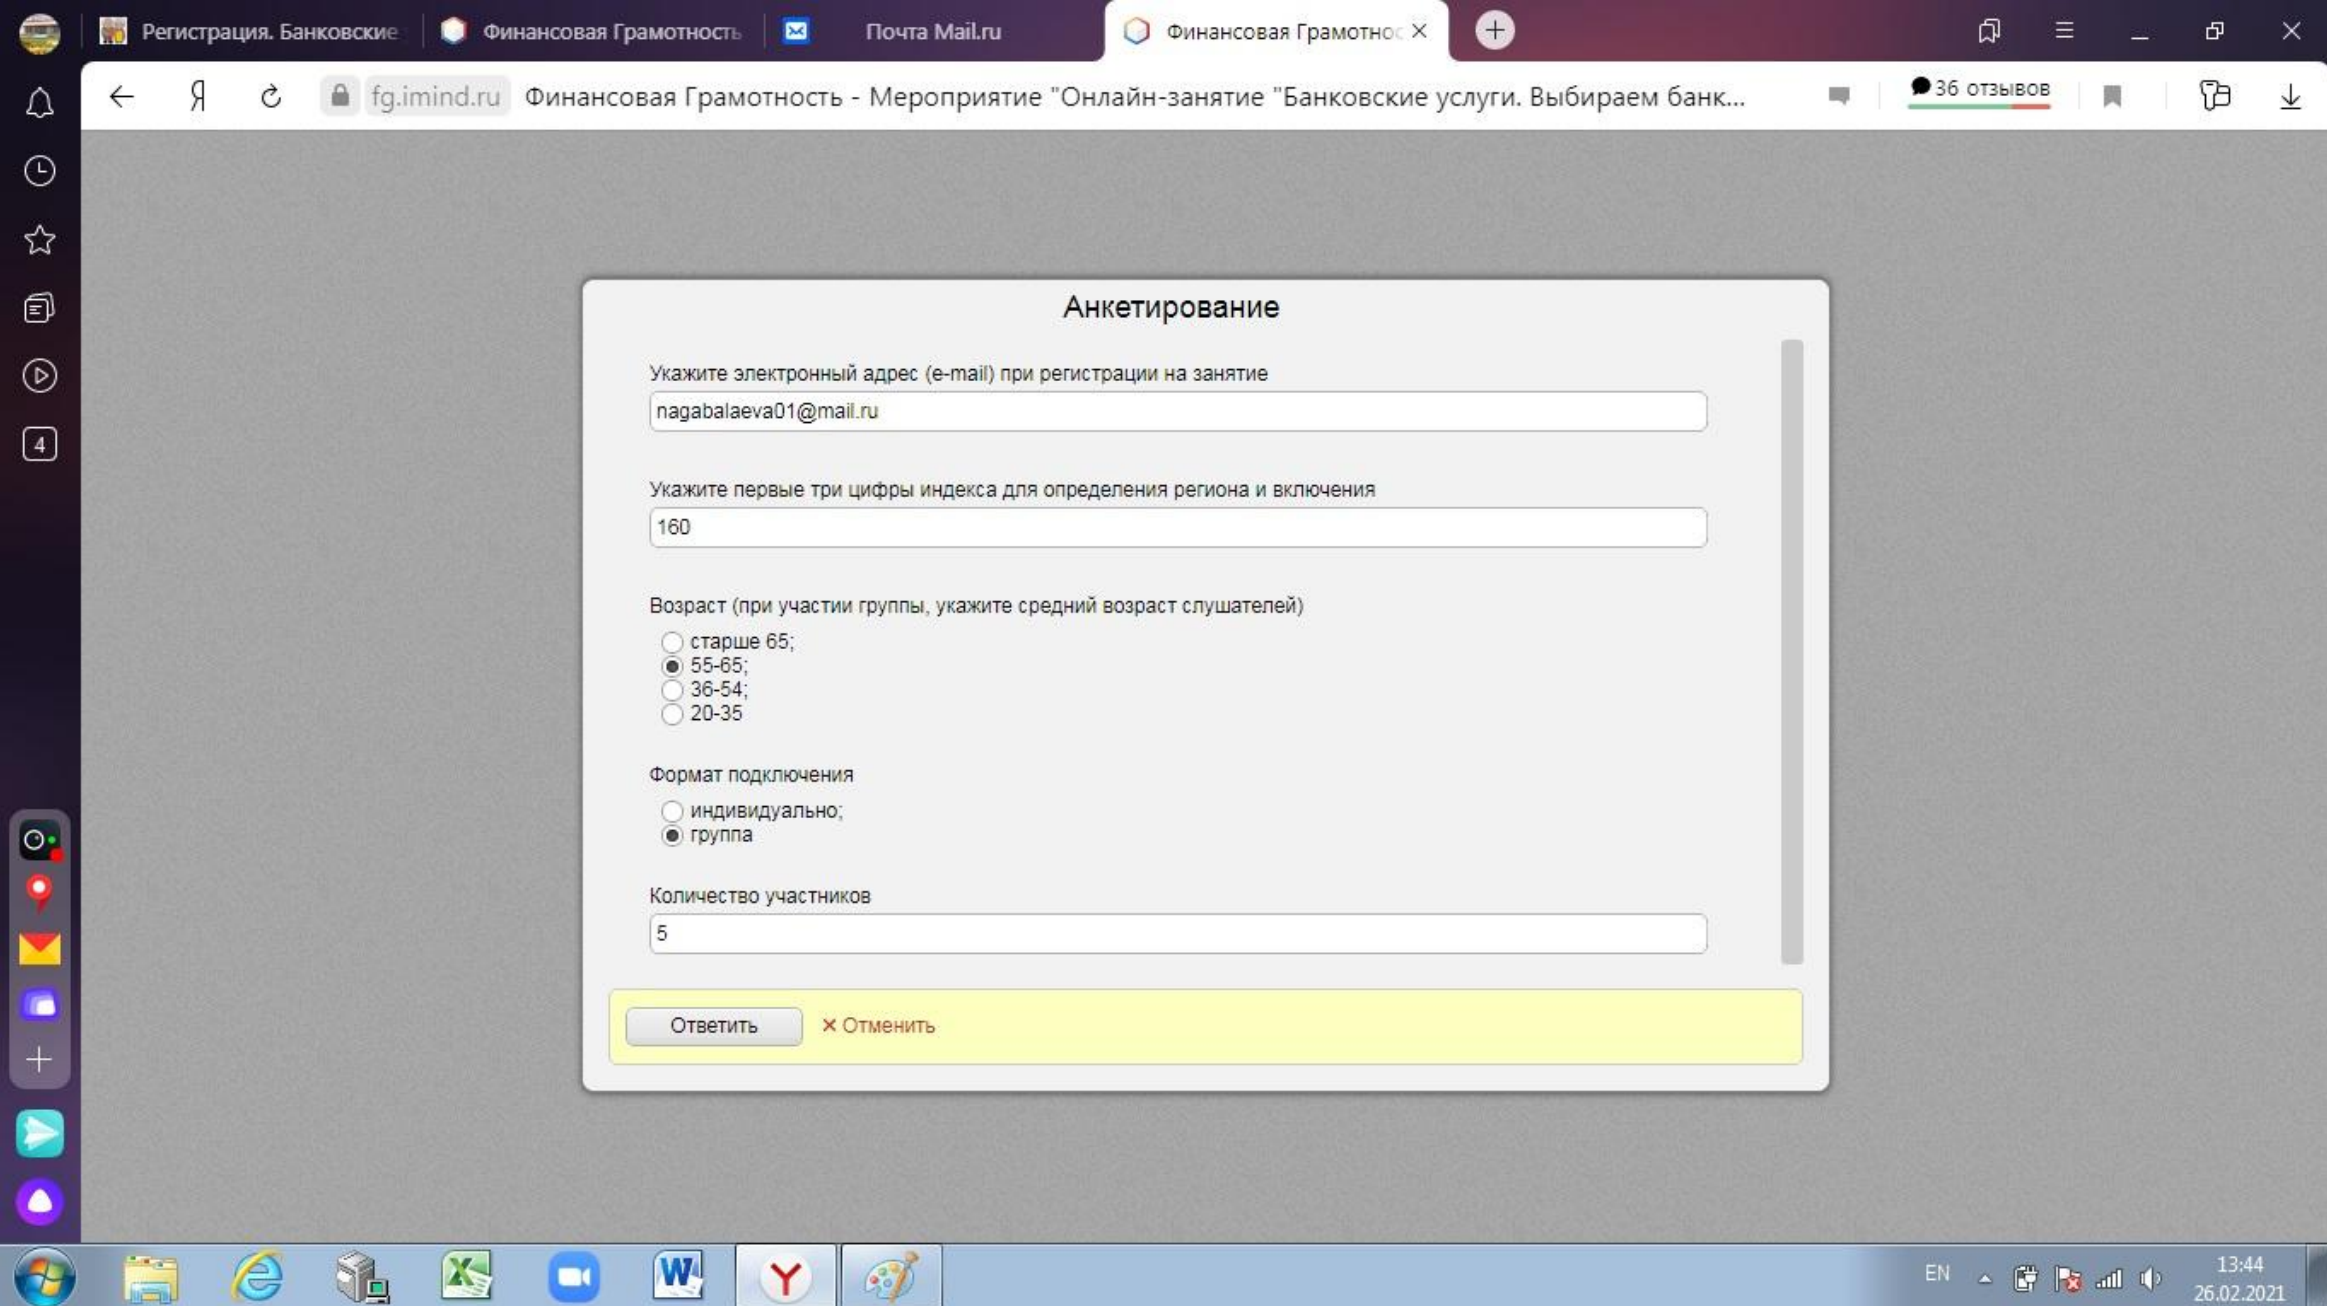 Регистрация. Банковские
Финансовая Грамотность
Почта Mail.ru
Финансовая Грамотнос
Я
fg.imind.ru
Финансовая Грамотность - Мероприятие "Онлайн-занятие "Банковские услуги. Выбираем банк...
36 отзывов
4
Анкетирование
Укажите электронный адрес (e-mail) при регистрации на занятие
nagabalaeva01@mail.ru
Укажите первые три цифры индекса для определения региона и включения
160
Возраст (при участии группы, укажите средний возраст слушателей)
старше 65;
55-65;
36-54;
20-35
Формат подключения
индивидуально;
группа
Количество участников
5
Ответить
× Отменить
EN
13:44
26.02.2021